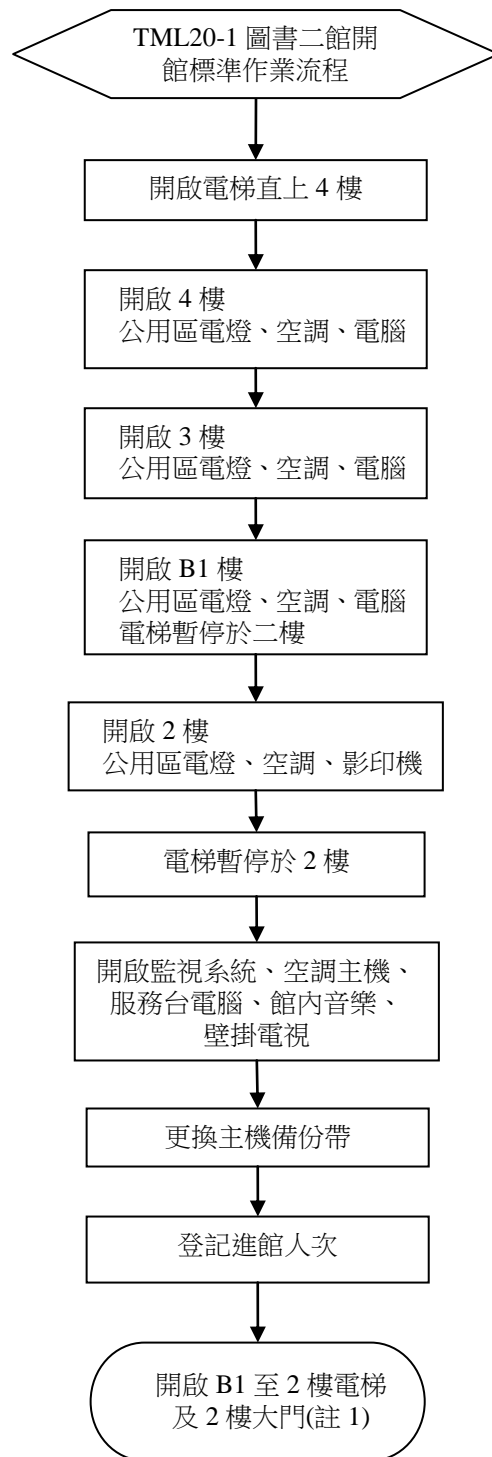 TML20-1 圖書二館開
館標準作業流程
開啟電梯直上 4 樓
開啟 4 樓
公用區電燈、空調、電腦
開啟 3 樓
公用區電燈、空調、電腦
開啟 B1 樓
公用區電燈、空調、電腦
電梯暫停於二樓
開啟 2 樓
公用區電燈、空調、影印機
電梯暫停於 2 樓
開啟監視系統、空調主機、
服務台電腦、館內音樂、
壁掛電視
更換主機備份帶
登記進館人次
開啟 B1 至 2 樓電梯
及 2 樓大門(註 1)